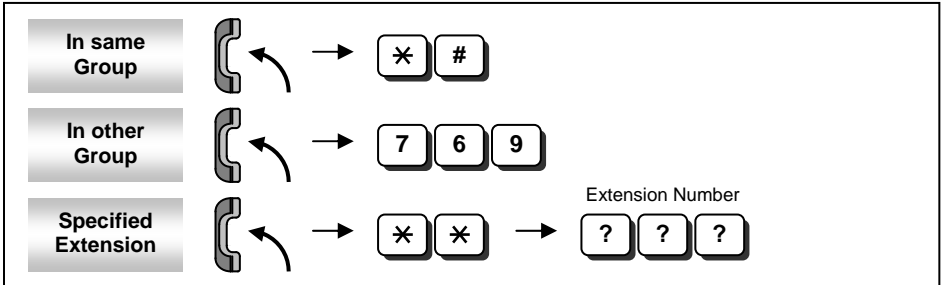 In same
Group
* #
In other
Group
7 6 9
Extension Number
Specified
Extension
* *
? ? ?